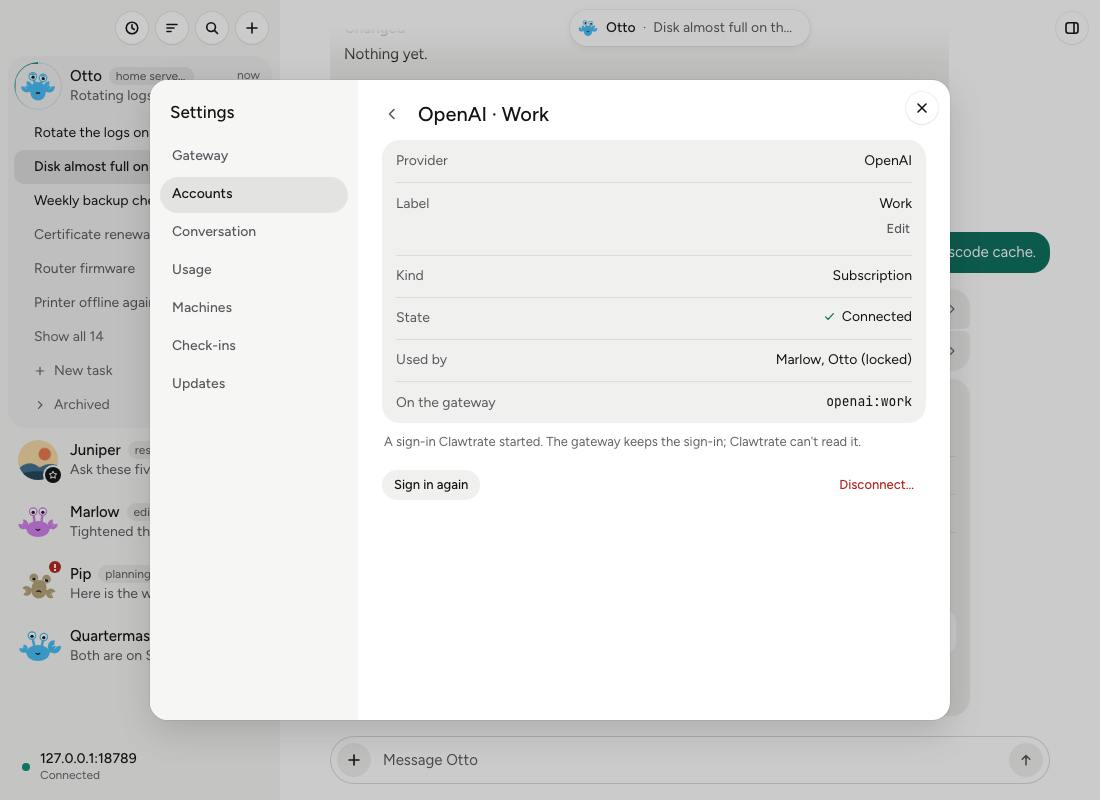 Otto · Disk almost full on th…
Nothing yet.
Otto home serve… now
Rotating logs
Rotate the logs on
Disk almost full on
Weekly backup che
Certificate renewa
Router firmware
Printer offline again
Show all 14
New task
Archived
Juniper res
Ask these fiv
Marlow edi
Tightened th
Pip planning
Here is the w
Quartermas
Both are on S
127.0.0.1:18789
Connected
Settings
Gateway
Accounts
Conversation
Usage
Machines
Check-ins
Updates
OpenAI · Work
Provider OpenAI
Label Work
Edit
Kind Subscription
State Connected
Used by Marlow, Otto (locked)
On the gateway openai:work
A sign-in Clawtrate started. The gateway keeps the sign-in; Clawtrate can't read it.
Sign in again Disconnect…
scode cache.
Message Otto